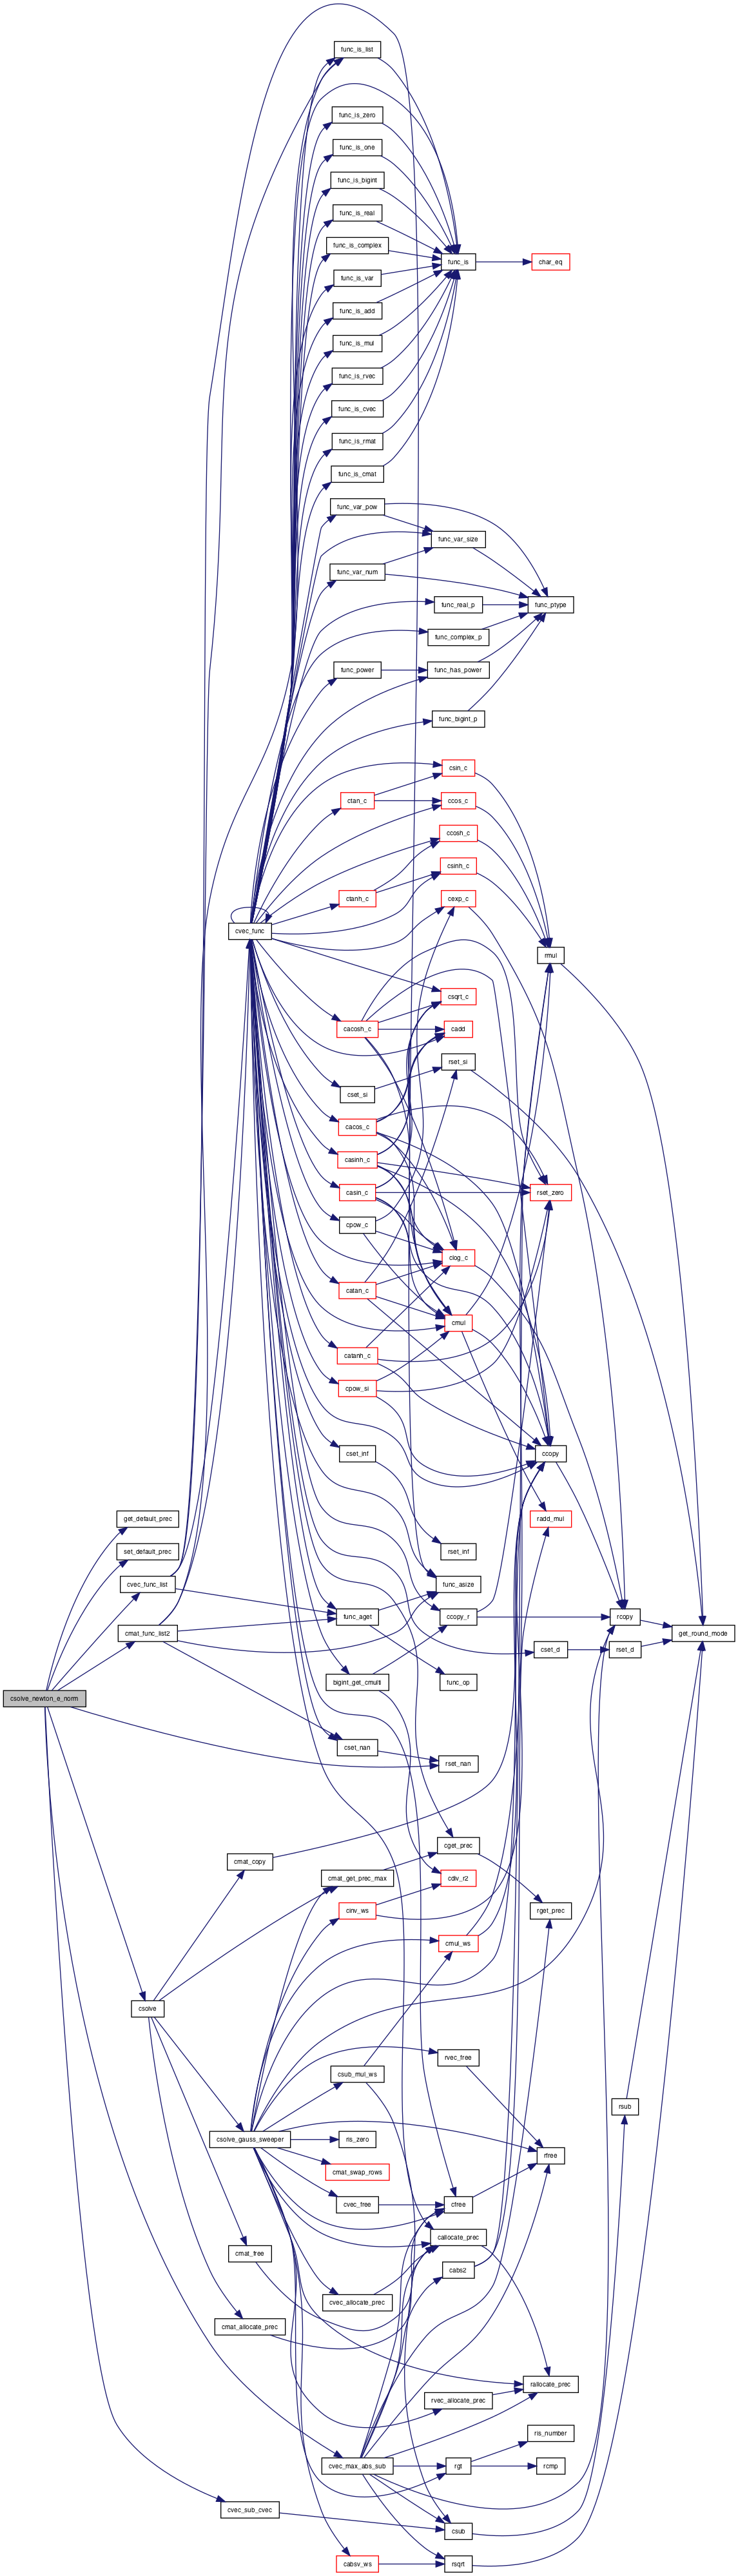 func_is_list
func_is_zero
func_is_one
func_is_bigint
func_is_real
func_is_complex
func_is
char_eq
func_is_var
func_is_add
func_is_mul
func_is_rvec
func_is_cvec
func_is_rmat
func_is_cmat
func_var_pow
func_var_size
func_var_num
func_real_p
func_ptype
func_complex_p
func_power
func_has_power
func_bigint_p
csin_c
ctan_c
ccos_c
ccosh_c
csinh_c
ctanh_c
cexp_c
cvec_func
rmul
csqrt_c
cacosh_c
cadd
rset_si
cset_si
cacos_c
casinh_c
casin_c
rset_zero
cpow_c
clog_c
catan_c
cmul
catanh_c
cpow_si
cset_inf
ccopy
get_default_prec
radd_mul
set_default_prec
rset_inf
cvec_func_list
func_asize
func_aget
ccopy_r
rcopy
cmat_func_list2
get_round_mode
cset_d
rset_d
bigint_get_cmulti
func_op
csolve_newton_e_norm
cset_nan
rset_nan
cget_prec
cmat_copy
cmat_get_prec_max
cdiv_r2
cinv_ws
rget_prec
cmul_ws
csolve
rvec_free
csub_mul_ws
rsub
csolve_gauss_sweeper
ris_zero
rfree
cmat_swap_rows
cvec_free
cfree
callocate_prec
cmat_free
cabs2
cvec_allocate_prec
rallocate_prec
cmat_allocate_prec
rvec_allocate_prec
ris_number
cvec_max_abs_sub
rgt
rcmp
cvec_sub_cvec
csub
cabsv_ws
rsqrt